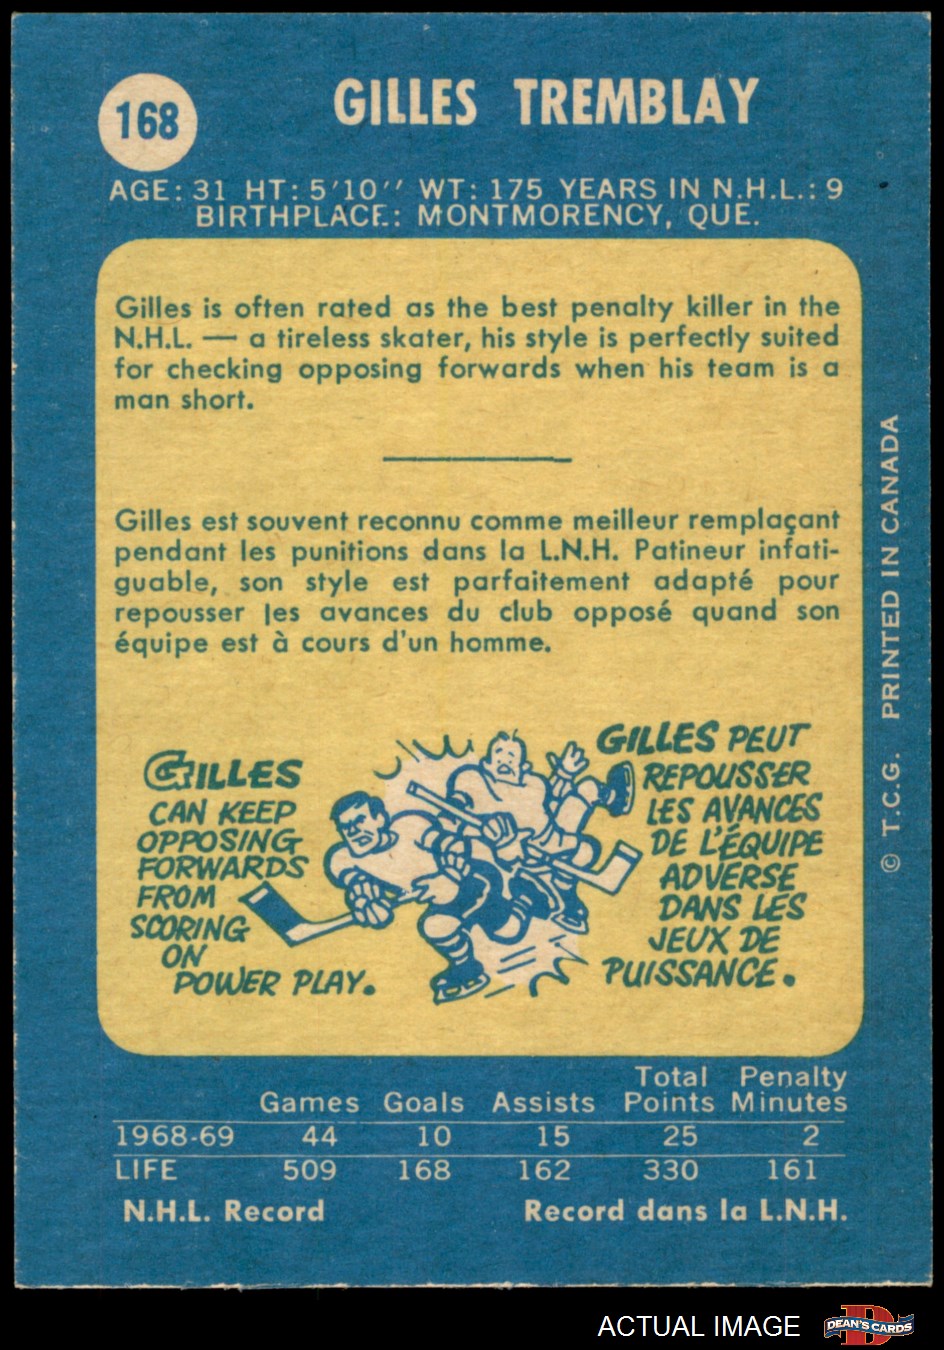 168
GILLES TREMBLAY
AGE: 31 HT: 5'10'' WT: 175 YEARS IN N.H.L.: 9
BIRTHPLACE: MONTMORENCY, QUE.
Gilles is often rated as the best penalty killer in the
N.H.L. — a tireless skater, his style is perfectly suited
for checking opposing forwards when his team is a
man short.
Gilles est souvent reconnu comme meilleur remplaçant
pendant les punitions dans la L.N.H. Patineur infati-
guable, son style est parfaitement adapté pour
repousser les avances du club opposé quand son
équipe est à cours d'un homme.
GILLES
CAN KEEP
OPPOSING
FORWARDS
FROM
SCORING
ON
POWER PLAY.
GILLES PEUT
REPOUSSER
LES AVANCES
DE L'ÉQUIPE
ADVERSE
DANS LES
JEUX DE
PUISSANCE.
© T.C.G. PRINTED IN CANADA
Total Penalty
Games Goals Assists Points Minutes
1968-69 44 10 15 25 2
LIFE 509 168 162 330 161
N.H.L. Record Record dans la L.N.H.
ACTUAL IMAGE
D
DEAN'S CARDS